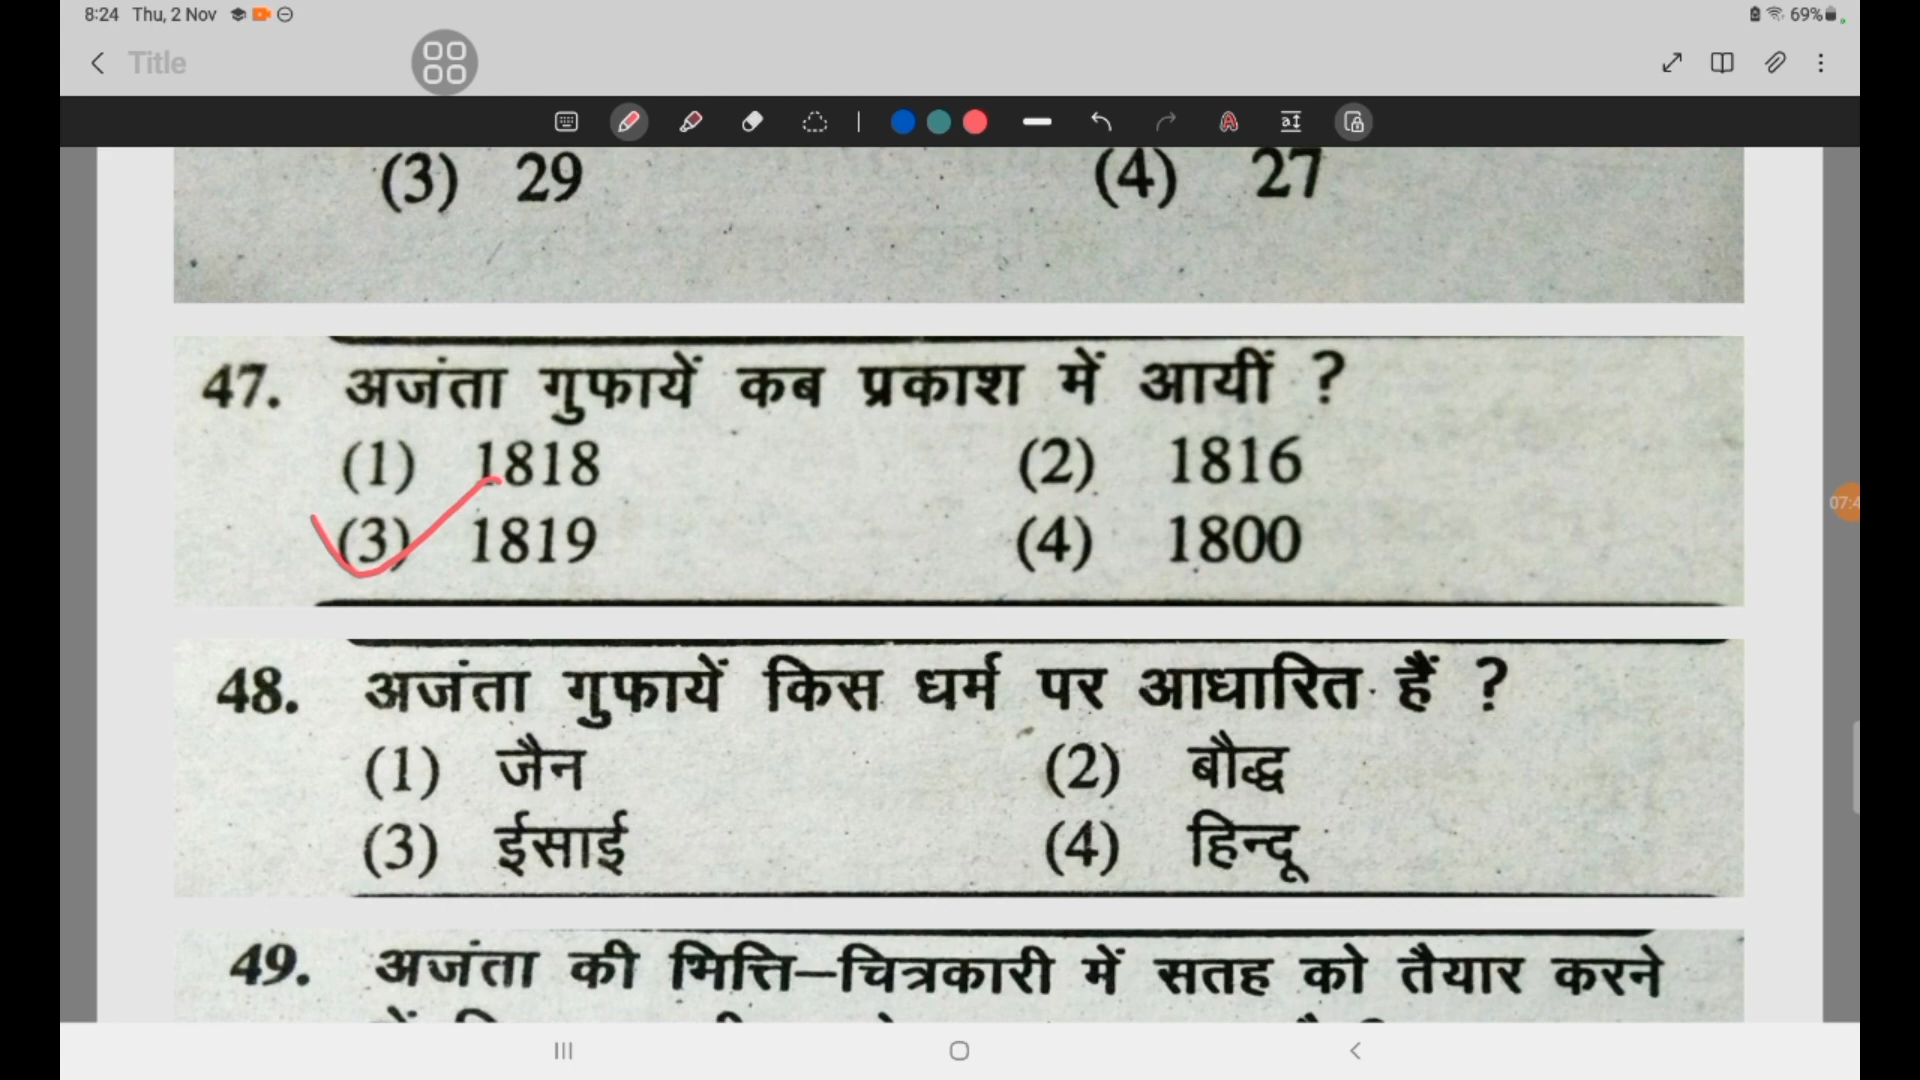 8:24 Thu, 2 Nov
69%
Title
(3) 29 (4) 27
07:4
47. अजंता गुफायें कब प्रकाश में आयीं ?
(1) 1818 (2) 1816
(3) 1819 (4) 1800
48. अजंता गुफायें किस धर्म पर आधारित हैं ?
(1) जैन (2) बौद्ध
(3) ईसाई (4) हिन्दू
49. अजंता की भित्ति–चित्रकारी में सतह को तैयार करने